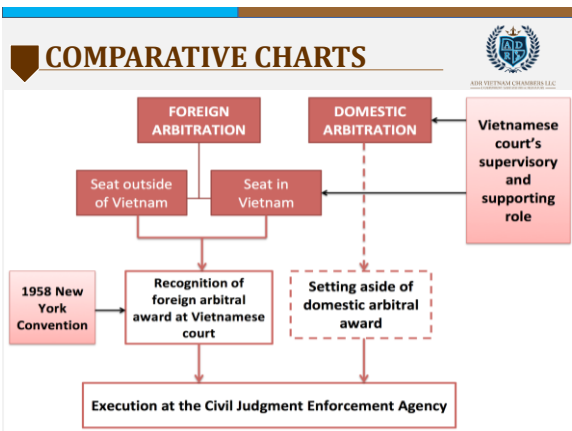 COMPARATIVE CHARTS
ADR
ADR VIETNAM CHAMBERS LLC
FOREIGN
ARBITRATION
DOMESTIC
ARBITRATION
Vietnamese
court's
supervisory
and
supporting
role
Seat outside
of Vietnam
Seat in
Vietnam
1958 New
York
Convention
Recognition of
foreign arbitral
award at Vietnamese
court
Setting aside of
domestic arbitral
award
Execution at the Civil Judgment Enforcement Agency